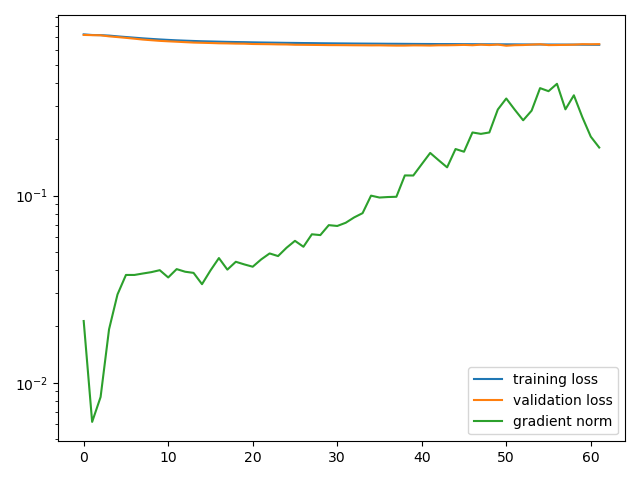 10⁻¹
10⁻²
training loss
validation loss
gradient norm
0 10 20 30 40 50 60